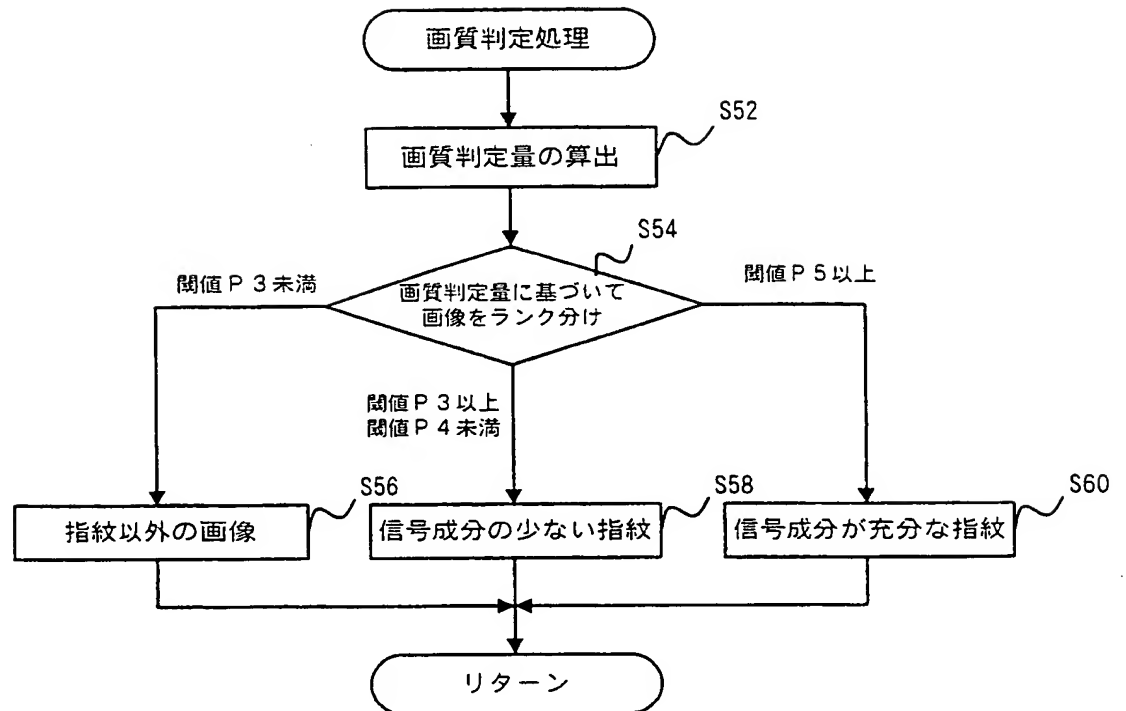 画質判定処理
S52
画質判定量の算出
S54
閾値P3未満
閾値P5以上
画質判定量に基づいて
画像をランク分け
閾値P3以上
閾値P4未満
S56
S58
S60
指紋以外の画像
信号成分の少ない指紋
信号成分が充分な指紋
リターン